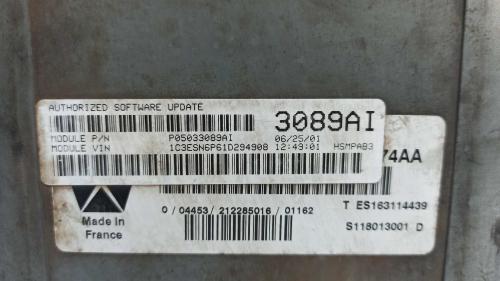 AUTHORIZED SOFTWARE UPDATE
3089AI
MODULE P/N P05033089AI 06/25/01
MODULE VIN 1C3ESN6P61D294908 12:49:01 HSMPAB3
74AA
Made In
France
0/04453/212285016/01162
T ES163114439
S118013001 D